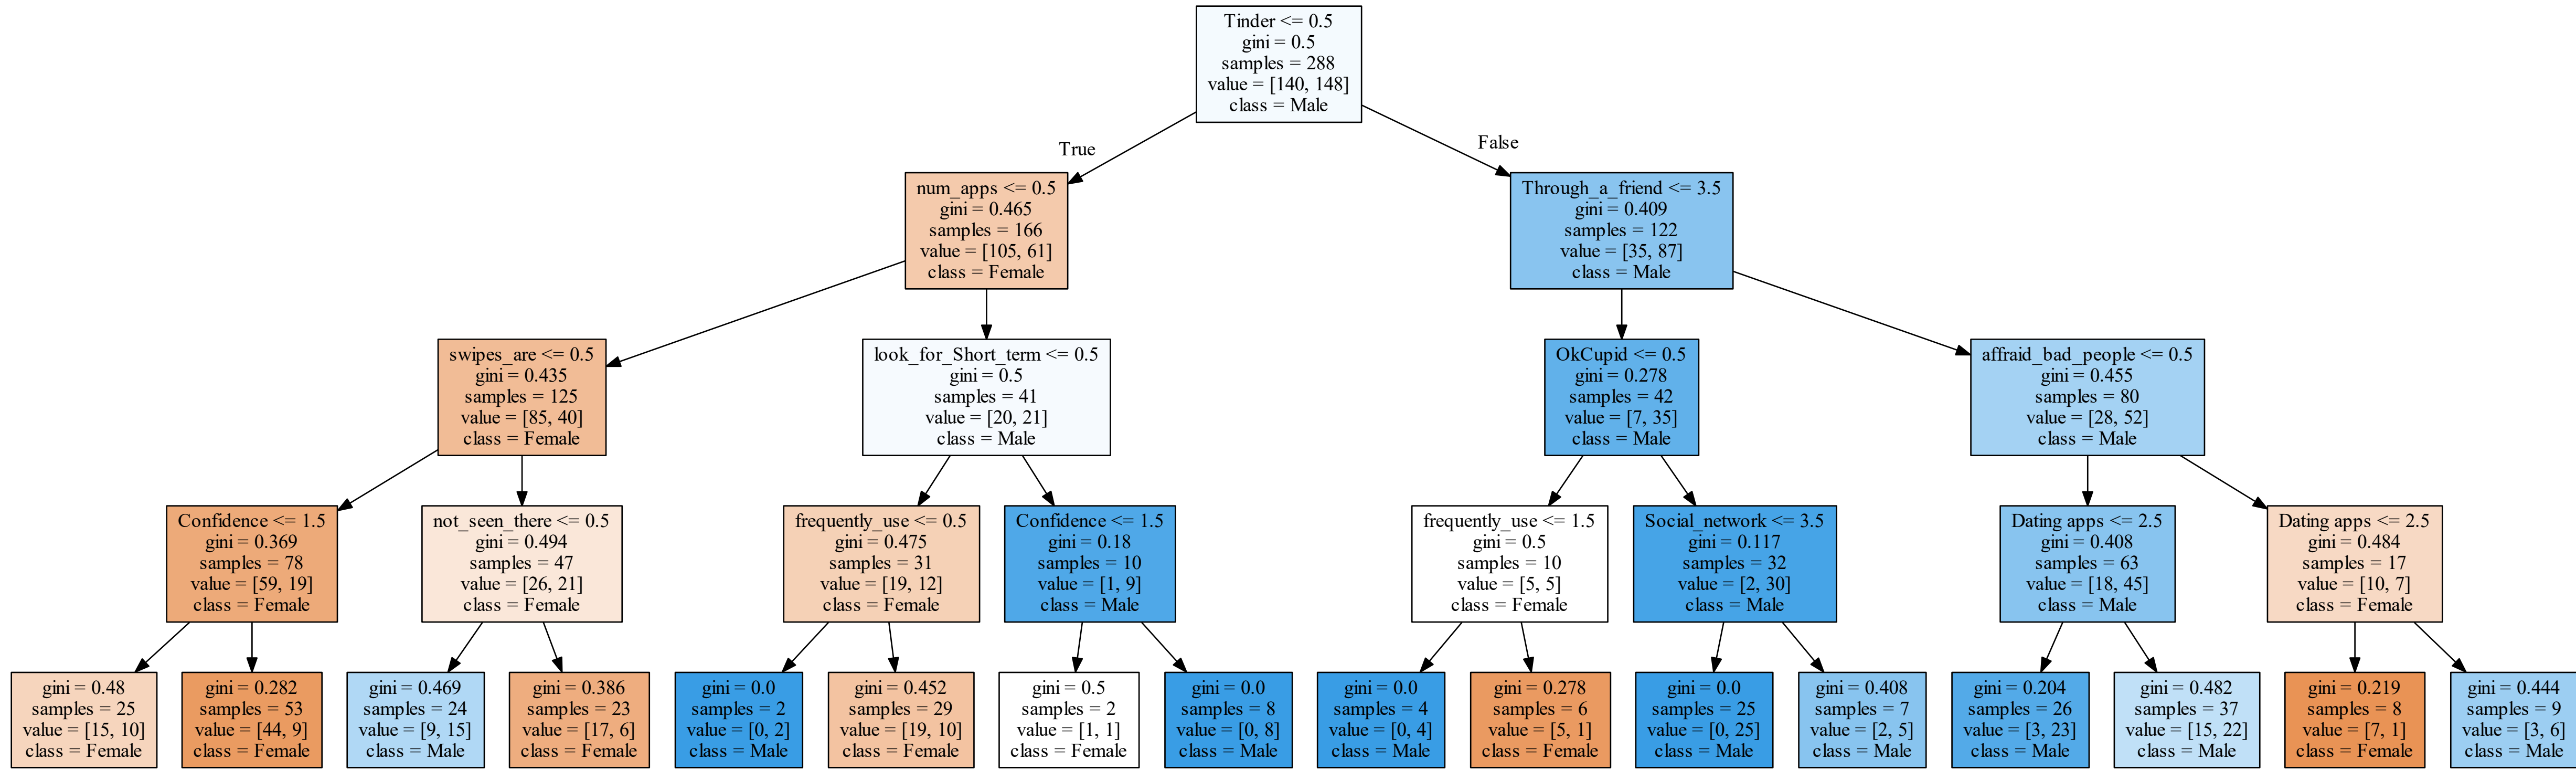 Tinder <= 0.5
gini = 0.5
samples = 288
value = [140, 148]
class = Male
True
False
num_apps <= 0.5
gini = 0.465
samples = 166
value = [105, 61]
class = Female
Through_a_friend <= 3.5
gini = 0.409
samples = 122
value = [35, 87]
class = Male
swipes_are <= 0.5
gini = 0.435
samples = 125
value = [85, 40]
class = Female
look_for_Short_term <= 0.5
gini = 0.5
samples = 41
value = [20, 21]
class = Male
OkCupid <= 0.5
gini = 0.278
samples = 42
value = [7, 35]
class = Male
affraid_bad_people <= 0.5
gini = 0.455
samples = 80
value = [28, 52]
class = Male
Confidence <= 1.5
gini = 0.369
samples = 78
value = [59, 19]
class = Female
not_seen_there <= 0.5
gini = 0.494
samples = 47
value = [26, 21]
class = Female
frequently_use <= 0.5
gini = 0.475
samples = 31
value = [19, 12]
class = Female
Confidence <= 1.5
gini = 0.18
samples = 10
value = [1, 9]
class = Male
frequently_use <= 1.5
gini = 0.5
samples = 10
value = [5, 5]
class = Female
Social_network <= 3.5
gini = 0.117
samples = 32
value = [2, 30]
class = Male
Dating apps <= 2.5
gini = 0.408
samples = 63
value = [18, 45]
class = Male
Dating apps <= 2.5
gini = 0.484
samples = 17
value = [10, 7]
class = Female
gini = 0.48
samples = 25
value = [15, 10]
class = Female
gini = 0.282
samples = 53
value = [44, 9]
class = Female
gini = 0.469
samples = 24
value = [9, 15]
class = Male
gini = 0.386
samples = 23
value = [17, 6]
class = Female
gini = 0.0
samples = 2
value = [0, 2]
class = Male
gini = 0.452
samples = 29
value = [19, 10]
class = Female
gini = 0.5
samples = 2
value = [1, 1]
class = Female
gini = 0.0
samples = 8
value = [0, 8]
class = Male
gini = 0.0
samples = 4
value = [0, 4]
class = Male
gini = 0.278
samples = 6
value = [5, 1]
class = Female
gini = 0.0
samples = 25
value = [0, 25]
class = Male
gini = 0.408
samples = 7
value = [2, 5]
class = Male
gini = 0.204
samples = 26
value = [3, 23]
class = Male
gini = 0.482
samples = 37
value = [15, 22]
class = Male
gini = 0.219
samples = 8
value = [7, 1]
class = Female
gini = 0.444
samples = 9
value = [3, 6]
class = Male